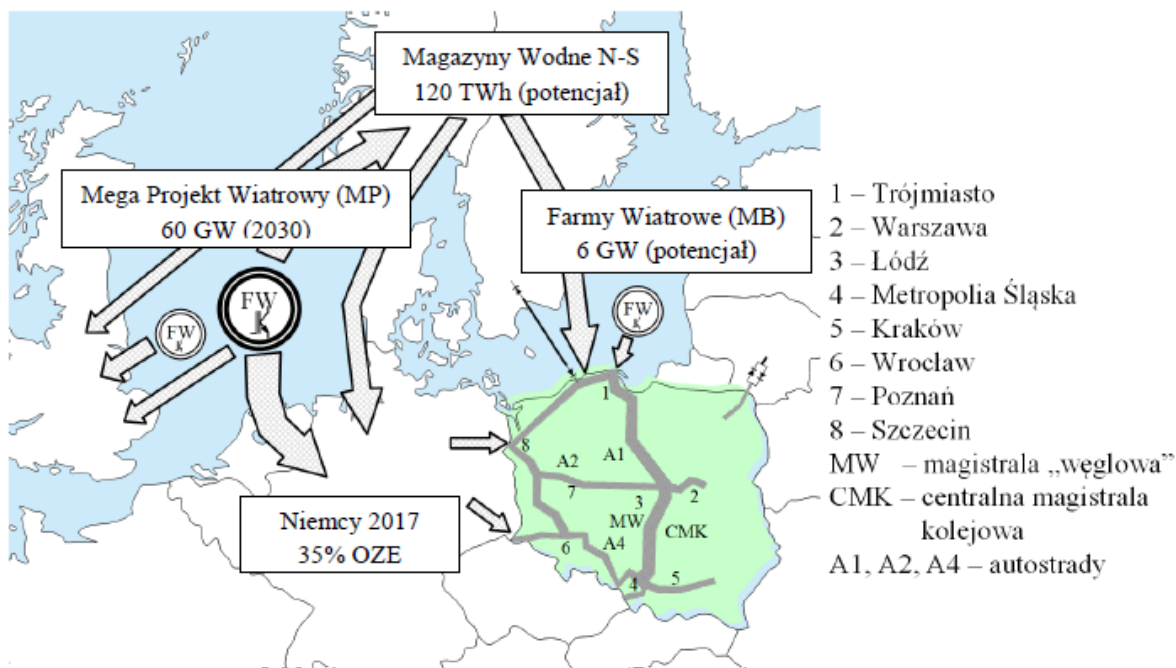 Magazyny Wodne N-S
120 TWh (potencjał)
Mega Projekt Wiatrowy (MP)
60 GW (2030)
Farmy Wiatrowe (MB)
6 GW (potencjał)
FW
FW
FW
1
8
A1
A2
7
3
2
MW
CMK
6
A4
4
5
Niemcy 2017
35% OZE
1 – Trójmiasto
2 – Warszawa
3 – Łódź
4 – Metropolia Śląska
5 – Kraków
6 – Wrocław
7 – Poznań
8 – Szczecin
MW – magistrala „węglowa”
CMK – centralna magistrala
kolejowa
A1, A2, A4 – autostrady